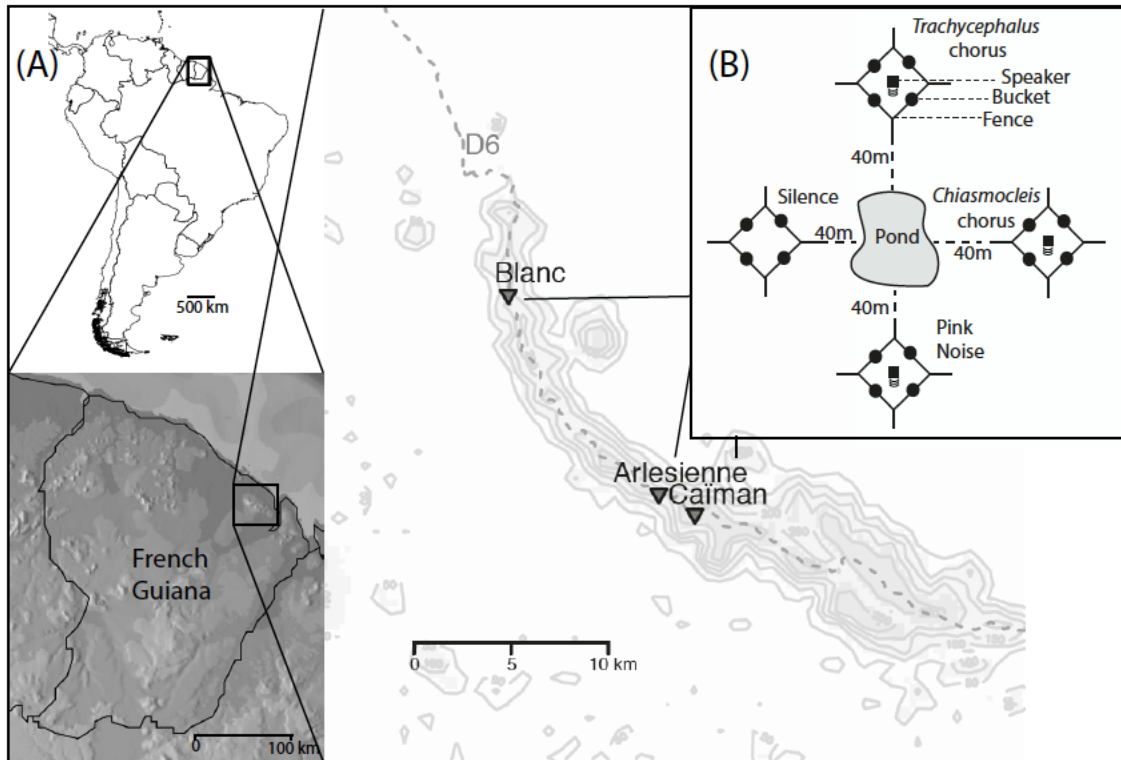 (A)
500 km
French
Guiana
0
100 km
D6
Blanc
Arlesienne
Caïman
0
5
10 km
(B)
Trachycephalus
chorus
Speaker
Bucket
Fence
40m
Silence
Chiasmocleis
chorus
40m
Pond
40m
40m
Pink
Noise